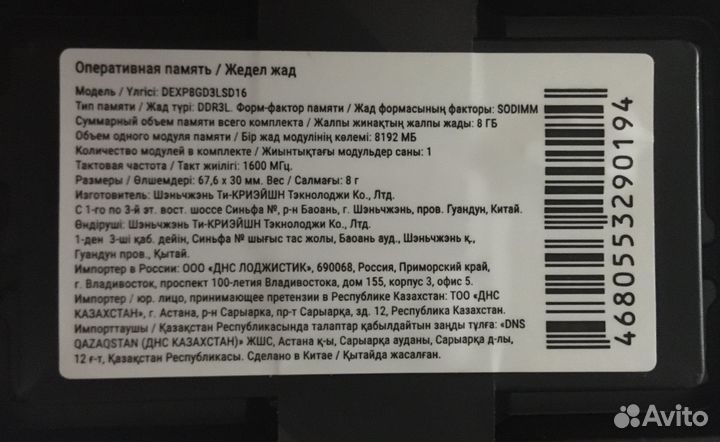 Оперативная память / Жедел жад
Модель / Үлгісі: DEXP8GD3LSD16
Тип памяти / Жад түрі: DDR3L. Форм-фактор памяти / Жад формасының факторы: SODIMM
Суммарный объем памяти всего комплекта / Жалпы жинақтың жалпы жады: 8 ГБ
Объем одного модуля памяти / Бір жад модулінің көлемі: 8192 МБ
Количество модулей в комплекте / Жиынтықтағы модульдер саны: 1
Тактовая частота / Такт жиілігі: 1600 МГц.
Размеры / Өлшемдері: 67,6 x 30 мм. Вес / Салмағы: 8 г
Изготовитель: Шэньчжэнь Ти-КРИЭЙШН Тэкнолоджи Ко., Лтд.
С 1-го по 3-й эт. вост. шоссе Синьфа №, р-н Баоань, г. Шэньчжэнь, пров. Гуандун, Китай.
Өндіруші: Шэньчжэнь Ти-КРИЭЙШН Тэкнолоджи Ко., Лтд.
1-ден 3-ші қаб. дейін, Синьфа № шығыс тас жолы, Баоань ауд., Шэньчжэнь қ.,
Гуандун пров., Қытай.
Импортер в России: ООО «ДНС ЛОДЖИСТИК», 690068, Россия, Приморский край,
г. Владивосток, проспект 100-летия Владивостока, дом 155, корпус 3, офис 5.
Импортер / юр. лицо, принимающее претензии в Республике Казахстан: ТОО «ДНС
КАЗАХСТАН», г. Астана, р-н Сарыарка, пр-т Сарыарка, зд. 12, Республика Казахстан.
Импорттаушы / Қазақстан Республикасында талаптар қабылдайтын заңды тұлға: «DNS
QAZAQSTAN (ДНС КАЗАХСТАН)» ЖШС, Астана қ-ы, Сарыарқа ауданы, Сарыарқа д-лы,
12 ғ-т, Қазақстан Республикасы. Сделано в Китае / Қытайда жасалған.
4680553290194
Avito